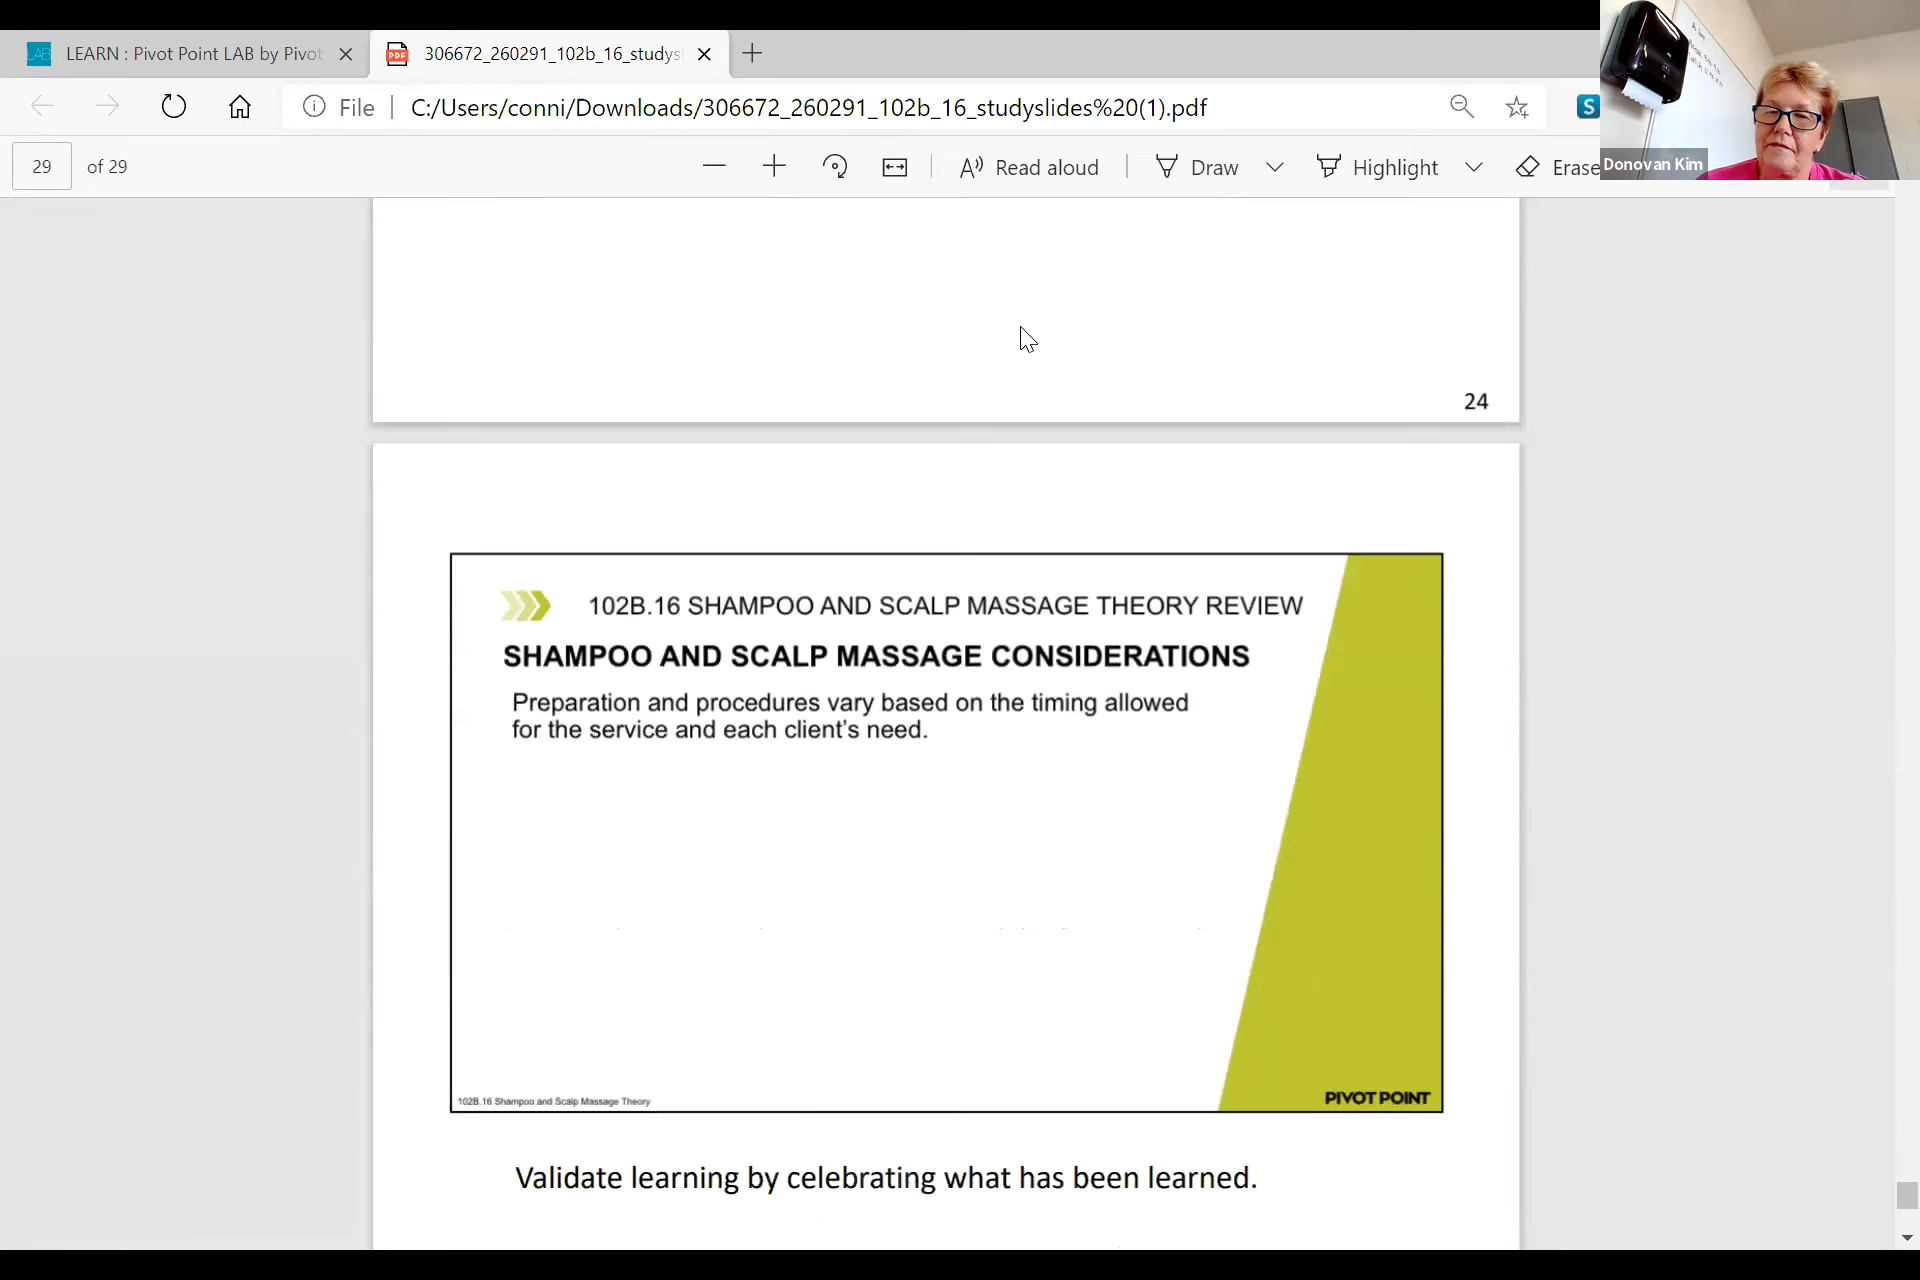 LEARN : Pivot Point LAB by Pivot
306672_260291_102b_16_studys
File
C:/Users/conni/Downloads/306672_260291_102b_16_studyslides%20(1).pdf
S
Donovan Kim
29
of 29
Read aloud
Draw
Highlight
Erase
24
102B.16 SHAMPOO AND SCALP MASSAGE THEORY REVIEW
SHAMPOO AND SCALP MASSAGE CONSIDERATIONS
Preparation and procedures vary based on the timing allowed
for the service and each client's need.
102B.16 Shampoo and Scalp Massage Theory
PIVOT POINT
Validate learning by celebrating what has been learned.